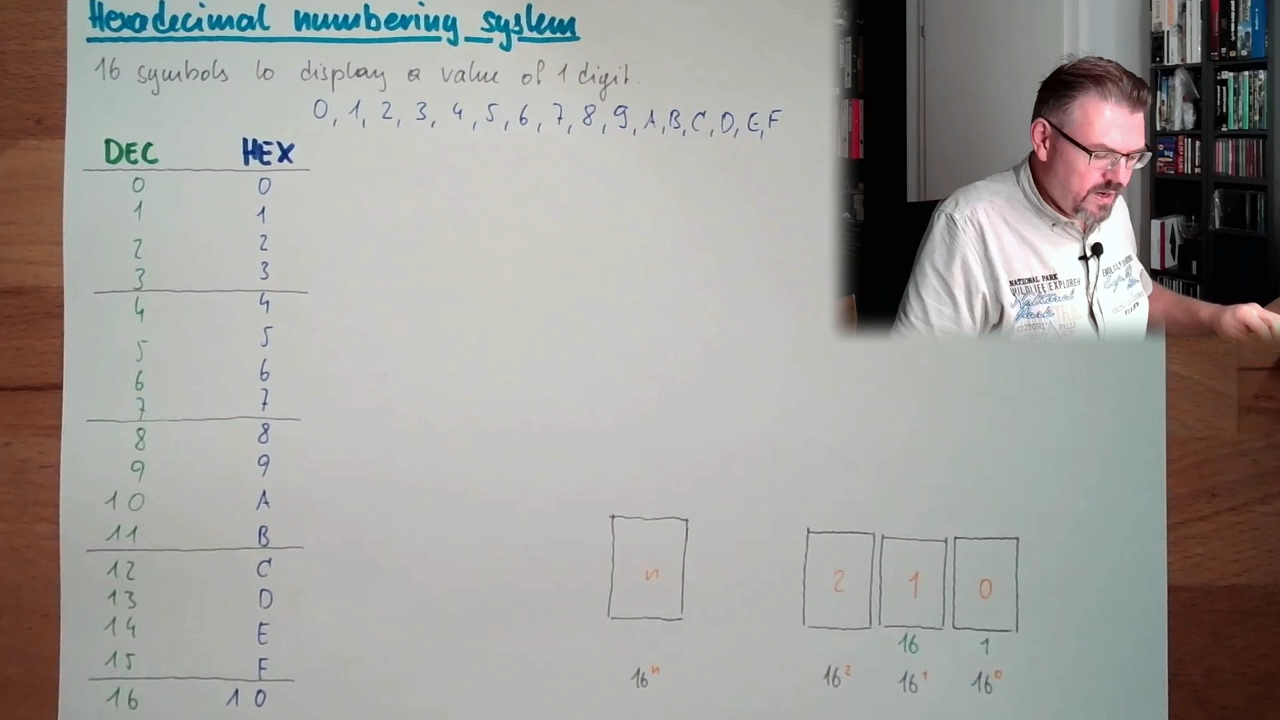 Hexadecimal numbering system
16 symbols to display a value of 1 digit.
0, 1, 2, 3, 4, 5, 6, 7, 8, 9, A, B, C, D, E, F
DEC HEX
0 0
1 1
2 2
3 3
4 4
5 5
6 6
7 7
8 8
9 9
10 A
11 B
12 C
13 D
14 E
15 F
16 10
n 2 1 0
16 1
16ⁿ 16² 16¹ 16⁰
NATIONAL PARK
WILDLIFE EXPLORER
National
Parks